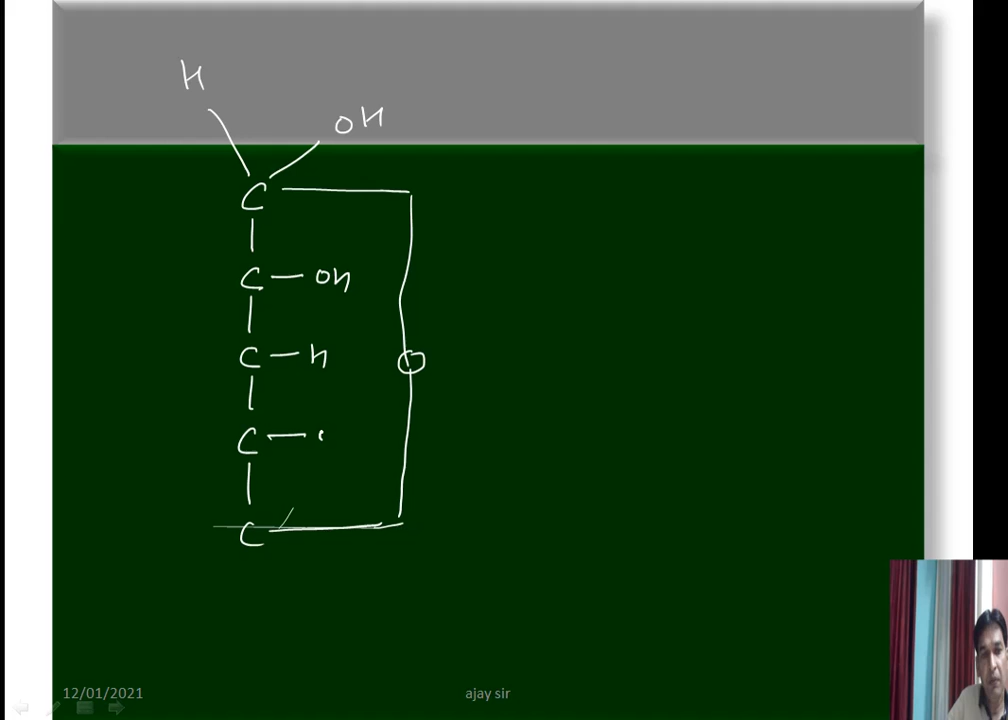 H
OH
C
C — OH
C — H
O
C —
C
12/01/2021 ajay sir